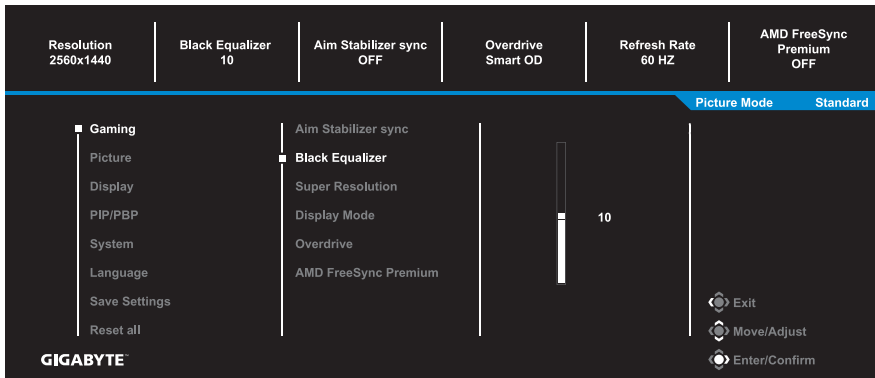 Resolution
2560x1440
Black Equalizer
10
Aim Stabilizer sync
OFF
Overdrive
Smart OD
Refresh Rate
60 HZ
AMD FreeSync
Premium
OFF
Picture Mode Standard
Gaming
Picture
Display
PIP/PBP
System
Language
Save Settings
Reset all
Aim Stabilizer sync
Black Equalizer
Super Resolution
Display Mode
Overdrive
AMD FreeSync Premium
10
Exit
Move/Adjust
Enter/Confirm
GIGABYTE™